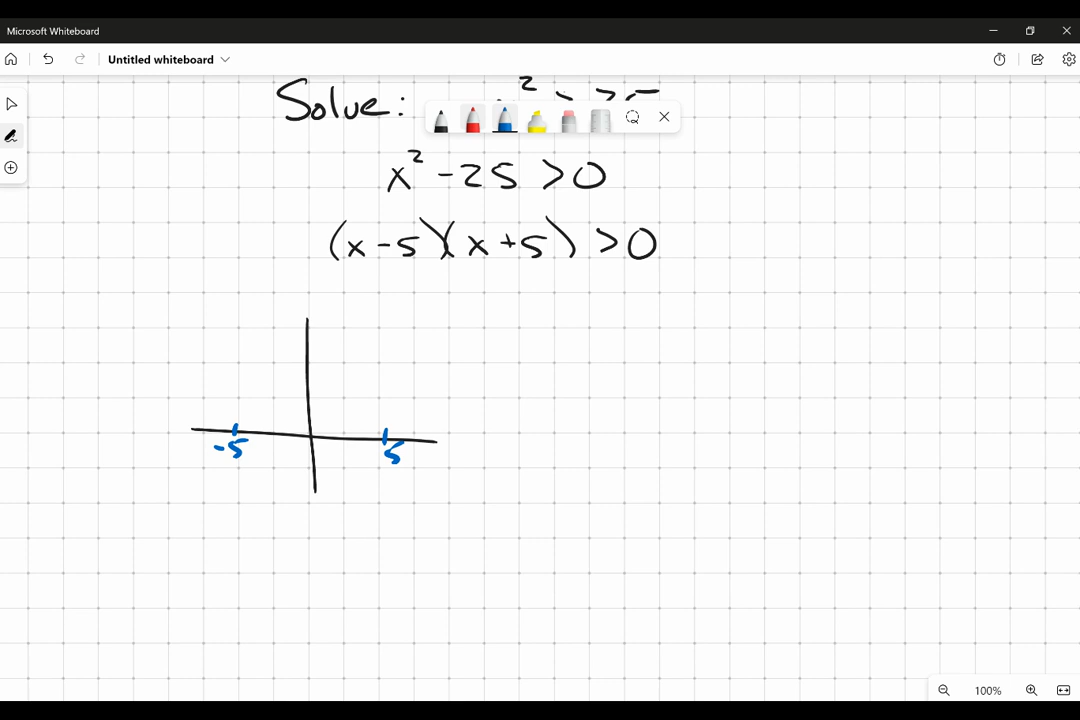 Microsoft Whiteboard
Untitled whiteboard
Solve:
x² - 25 > 0
(x - 5)(x + 5) > 0
-5
5
100%